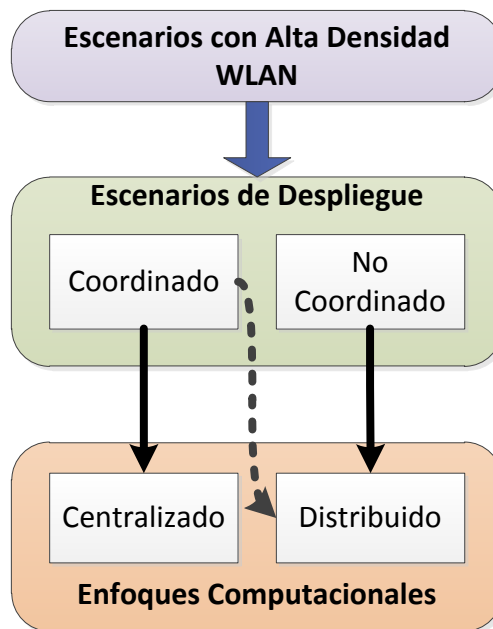 Escenarios con Alta Densidad
WLAN
Escenarios de Despliegue
Coordinado
No
Coordinado
Centralizado
Distribuido
Enfoques Computacionales